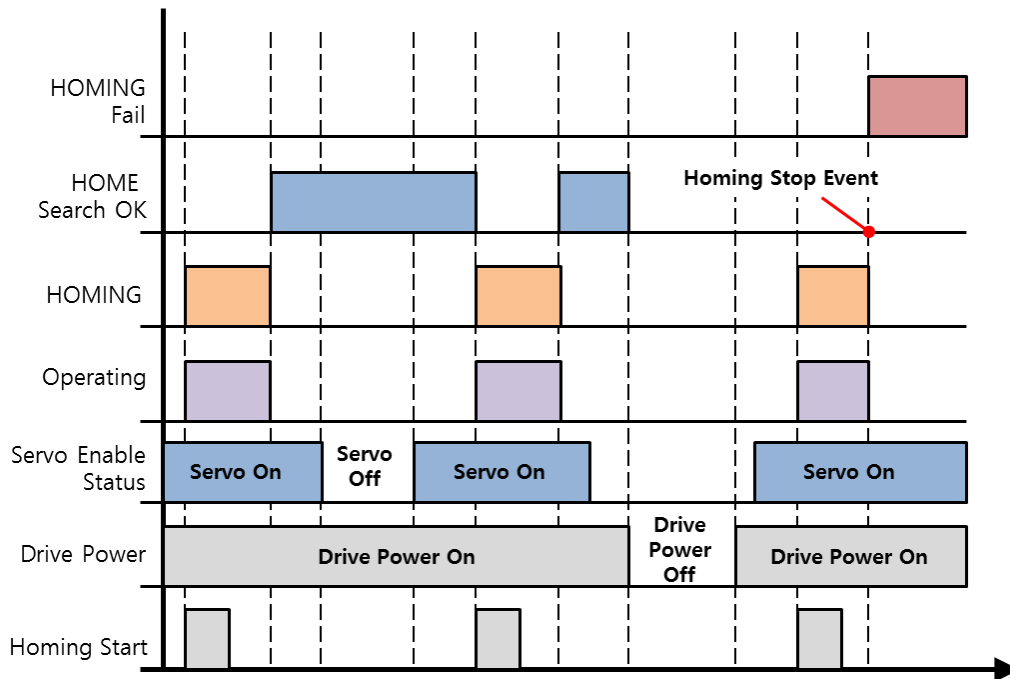 HOMING
Fail
HOME
Search OK
Homing Stop Event
HOMING
Operating
Servo Enable
Status
Servo On
Servo
Off
Servo On
Servo On
Drive Power
Drive Power On
Drive
Power
Off
Drive Power On
Homing Start